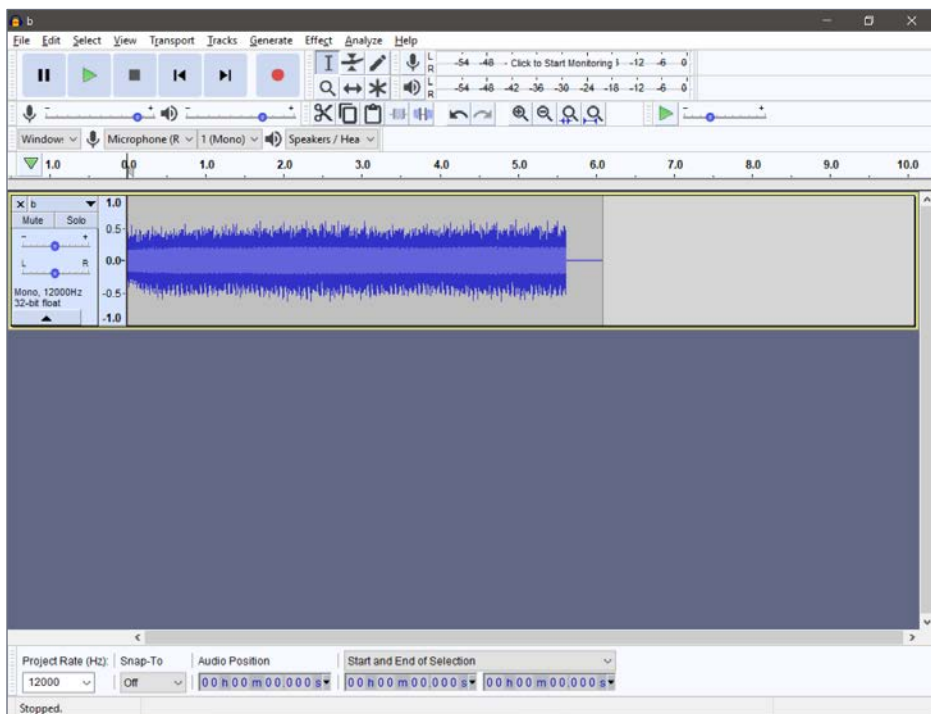 b
File Edit Select View Transport Tracks Generate Effect Analyze Help
L R -54 -48 - Click to Start Monitoring -12 -6 0
L R -54 -48 -42 -36 -30 -24 -18 -12 -6 0
- + - + - +
Microphone (R 1 (Mono) Speakers / Hea
1.0 0.0 1.0 2.0 3.0 4.0 5.0 6.0 7.0 8.0 9.0 10.0
X b 1.0
Mute Solo 0.5
- +
L R 0.0
Mono, 12000Hz -0.5
32-bit float
-1.0
Project Rate (Hz): Snap-To Audio Position Start and End of Selection
12000 Off 00 h 00 m 00.000 s 00 h 00 m 00.000 s 00 h 00 m 00.000 s
Stopped.